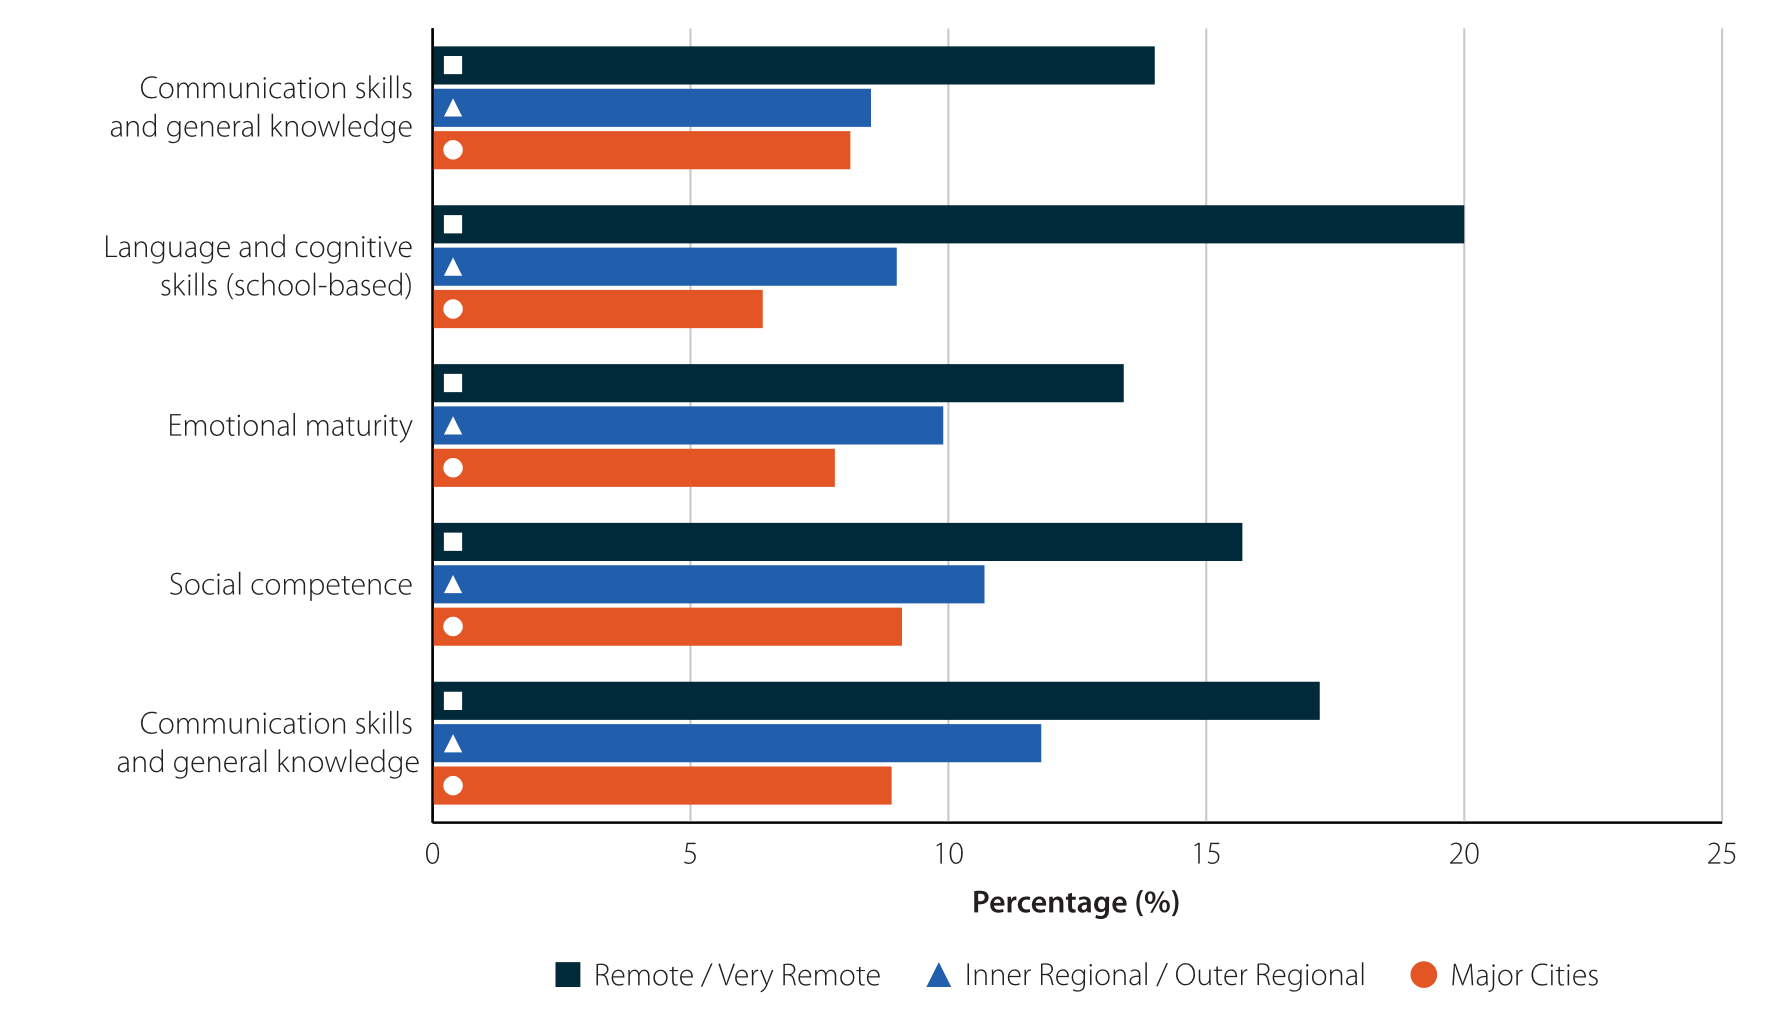 Communication skills
and general knowledge
Language and cognitive
skills (school-based)
Emotional maturity
Social competence
Communication skills
and general knowledge
0 5 10 15 20 25
Percentage (%)
Remote / Very Remote Inner Regional / Outer Regional Major Cities